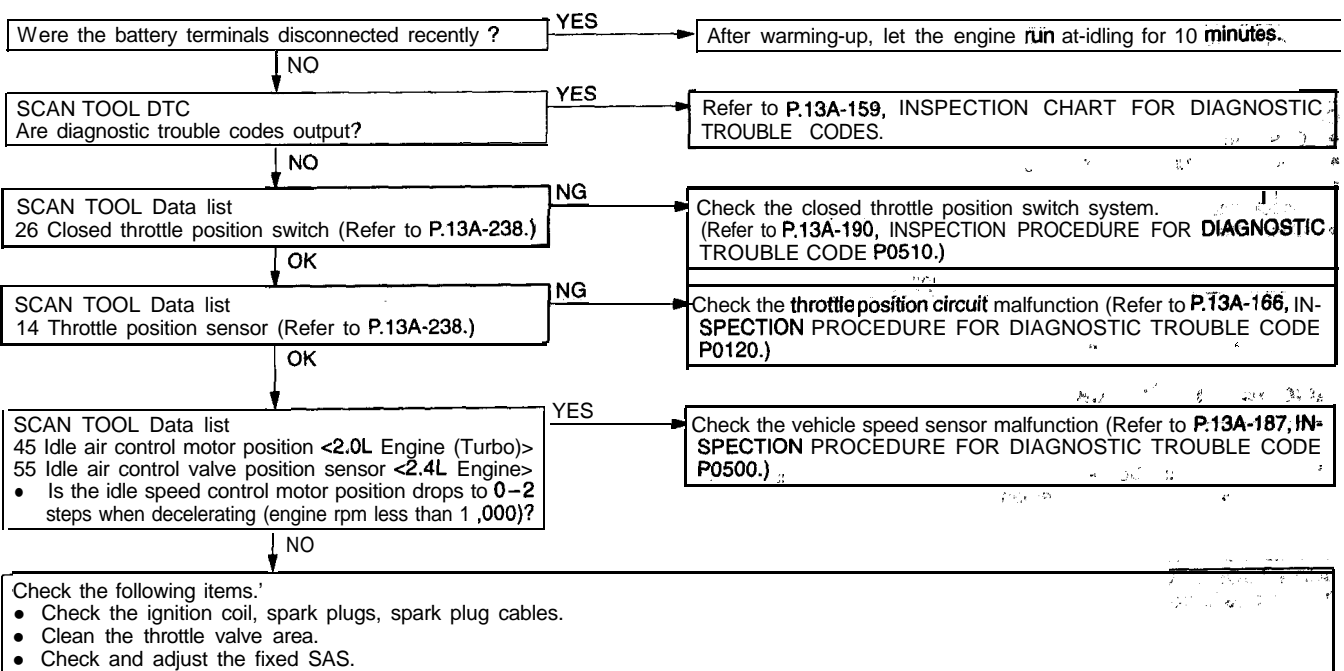 Were the battery terminals disconnected recently ?
YES
After warming-up, let the engine run at-idling for 10 minutes.
NO
SCAN TOOL DTC
Are diagnostic trouble codes output?
YES
Refer to P.13A-159, INSPECTION CHART FOR DIAGNOSTIC
TROUBLE CODES.
NO
SCAN TOOL Data list
26 Closed throttle position switch (Refer to P.13A-238.)
NG
Check the closed throttle position switch system.
(Refer to P.13A-190, INSPECTION PROCEDURE FOR DIAGNOSTIC
TROUBLE CODE P0510.)
OK
SCAN TOOL Data list
14 Throttle position sensor (Refer to P.13A-238.)
NG
Check the throttle position circuit malfunction (Refer to P.13A-166, IN-
SPECTION PROCEDURE FOR DIAGNOSTIC TROUBLE CODE
P0120.)
OK
SCAN TOOL Data list
45 Idle air control motor position <2.0L Engine (Turbo)>
55 Idle air control valve position sensor <2.4L Engine>
• Is the idle speed control motor position drops to 0–2
steps when decelerating (engine rpm less than 1 ,000)?
YES
Check the vehicle speed sensor malfunction (Refer to P.13A-187, IN-
SPECTION PROCEDURE FOR DIAGNOSTIC TROUBLE CODE
P0500.)
NO
Check the following items.'
• Check the ignition coil, spark plugs, spark plug cables.
• Clean the throttle valve area.
• Check and adjust the fixed SAS.